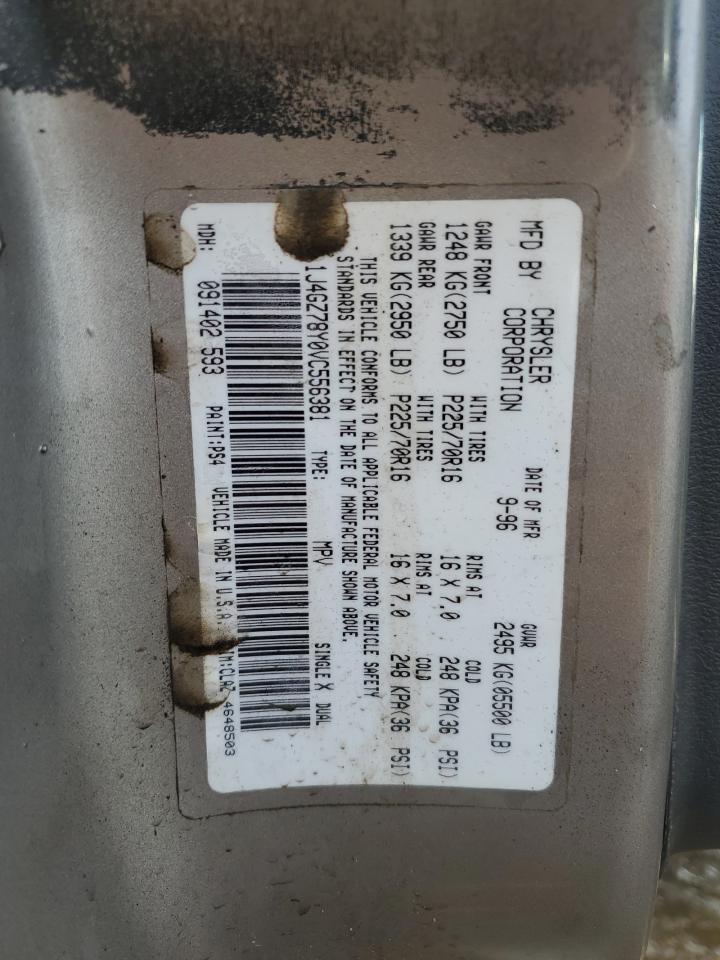 MFD BY CHRYSLER CORPORATION
DATE OF MFR 9-96
GVWR 2495 KG(05500 LB)
GAWR FRONT WITH TIRES RIMS AT COLD
1248 KG(2750 LB) P225/70R16 16 X 7.0 248 KPA(36 PSI)
GAWR REAR WITH TIRES RIMS AT COLD
1339 KG(2950 LB) P225/70R16 16 X 7.0 248 KPA(36 PSI)
THIS VEHICLE CONFORMS TO ALL APPLICABLE FEDERAL MOTOR VEHICLE SAFETY
STANDARDS IN EFFECT ON THE DATE OF MANUFACTURE SHOWN ABOVE.
1J4GZ78Y0VC556381 TYPE: MPV SINGLE X DUAL
MDH: 091402 593 PAINT:PS4 VEHICLE MADE IN U.S.A. 4648503